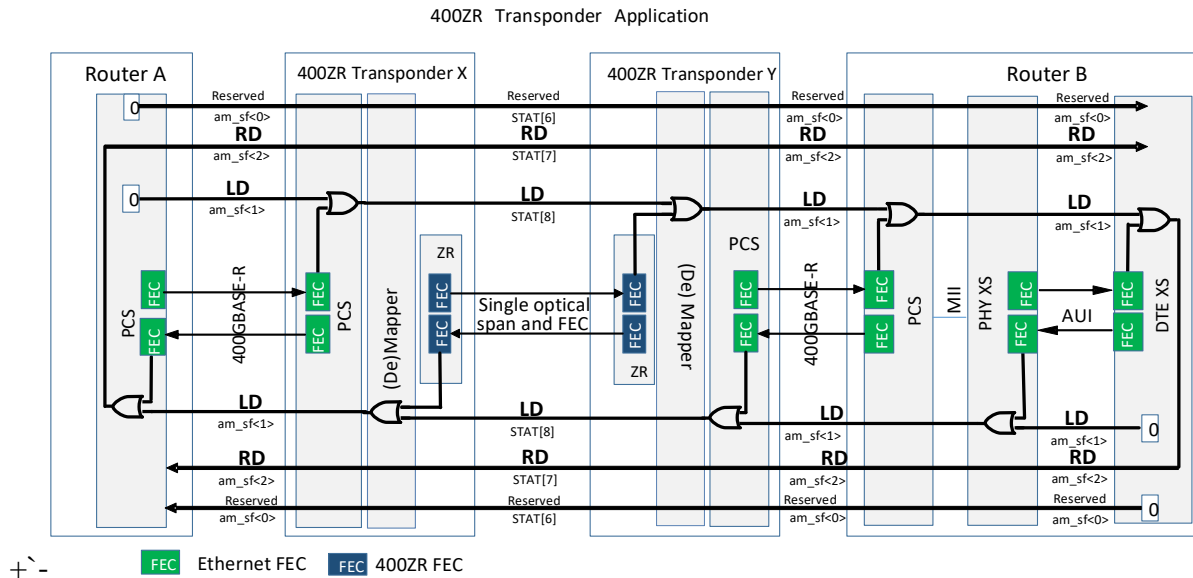 400ZR Transponder Application
Router A
400ZR Transponder X
400ZR Transponder Y
Router B
0
Reserved
am_sf<0>
Reserved
STAT[6]
Reserved
am_sf<0>
Reserved
am_sf<0>
RD
am_sf<2>
RD
STAT[7]
RD
am_sf<2>
RD
am_sf<2>
0
LD
am_sf<1>
LD
STAT[8]
LD
am_sf<1>
LD
am_sf<1>
PCS
FEC
FEC
400GBASE-R
FEC
FEC
PCS
(De)Mapper
ZR
FEC
FEC
Single optical
span and FEC
FEC
FEC
ZR
(De) Mapper
PCS
FEC
FEC
400GBASE-R
FEC
FEC
PCS
MII
PHY XS
FEC
FEC
AUI
FEC
FEC
DTE XS
LD
am_sf<1>
LD
STAT[8]
LD
am_sf<1>
LD
am_sf<1>
0
RD
am_sf<2>
RD
STAT[7]
RD
am_sf<2>
RD
am_sf<2>
Reserved
am_sf<0>
Reserved
STAT[6]
Reserved
am_sf<0>
Reserved
am_sf<0>
0
+`-
FEC Ethernet FEC
FEC 400ZR FEC